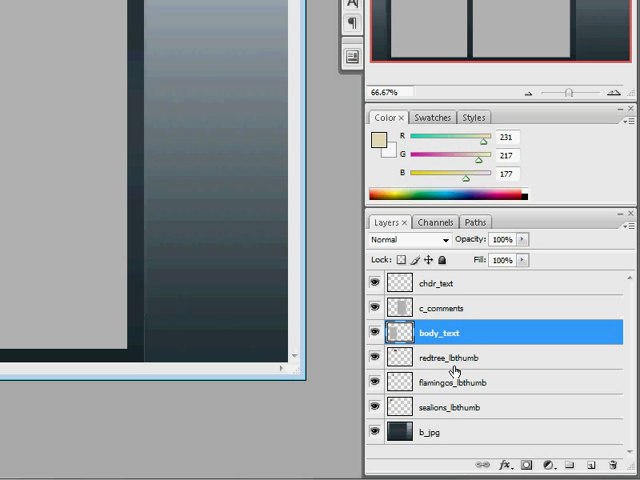 A
¶
66.67%
Color × Swatches Styles
R 231
G 217
B 177
Layers × Channels Paths
Normal Opacity: 100%
Lock: Fill: 100%
chdr_text
c_comments
body_text
redtree_lbthumb
flamingos_lbthumb
sealions_lbthumb
b_jpg
fx.